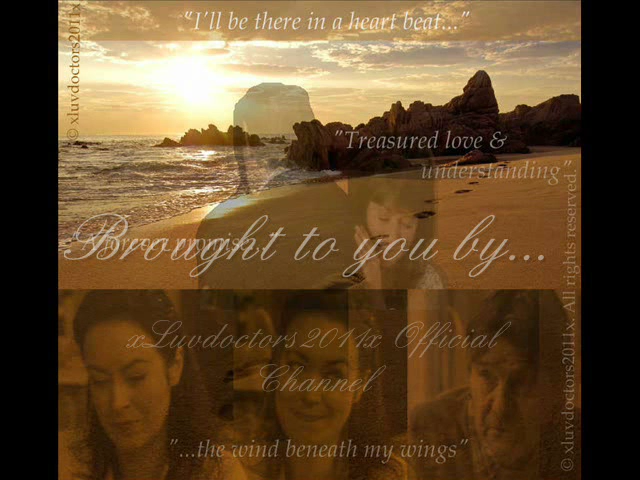 "I'll be there in a heart beat..."
© xluvdoctors2011x
"Treasured love &
understanding."
Brought to you by...
xLuvdoctors2011x Official
Channel
"...the wind beneath my wings"
© xluvdoctors2011x. All rights reserved.